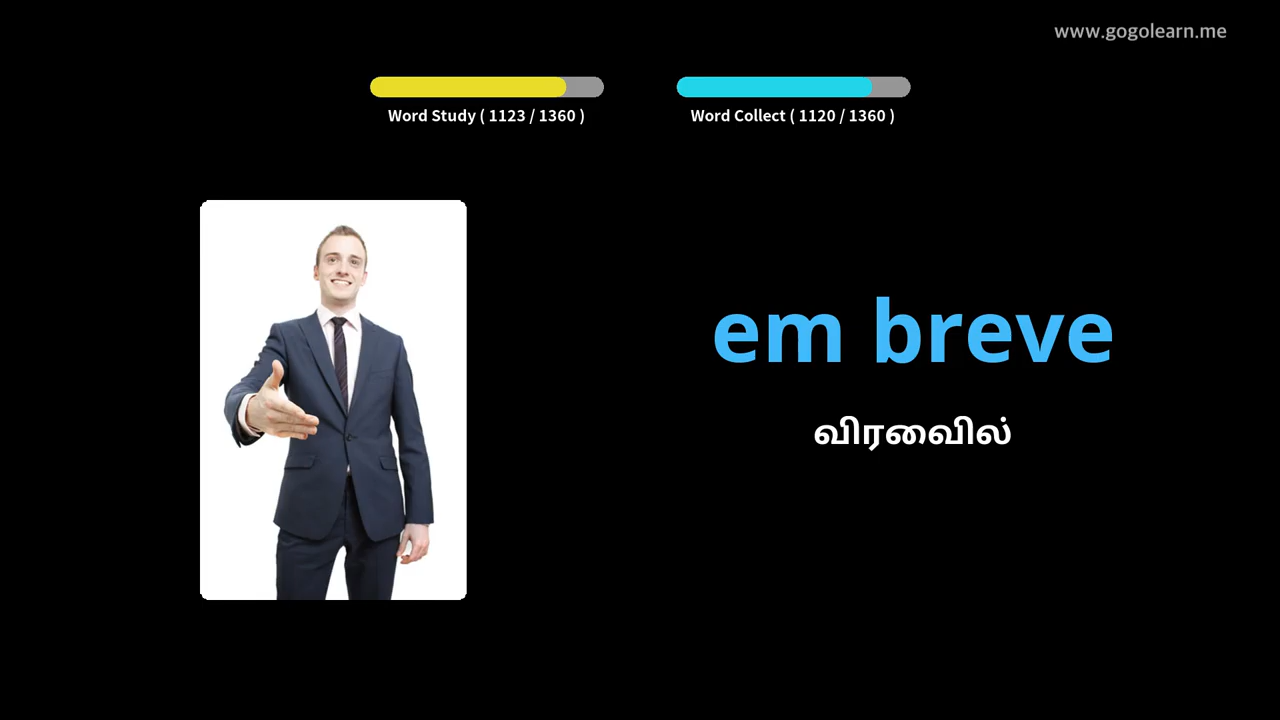 www.gogolearn.me
Word Study ( 1123 / 1360 )
Word Collect ( 1120 / 1360 )
em breve
விரைவில்